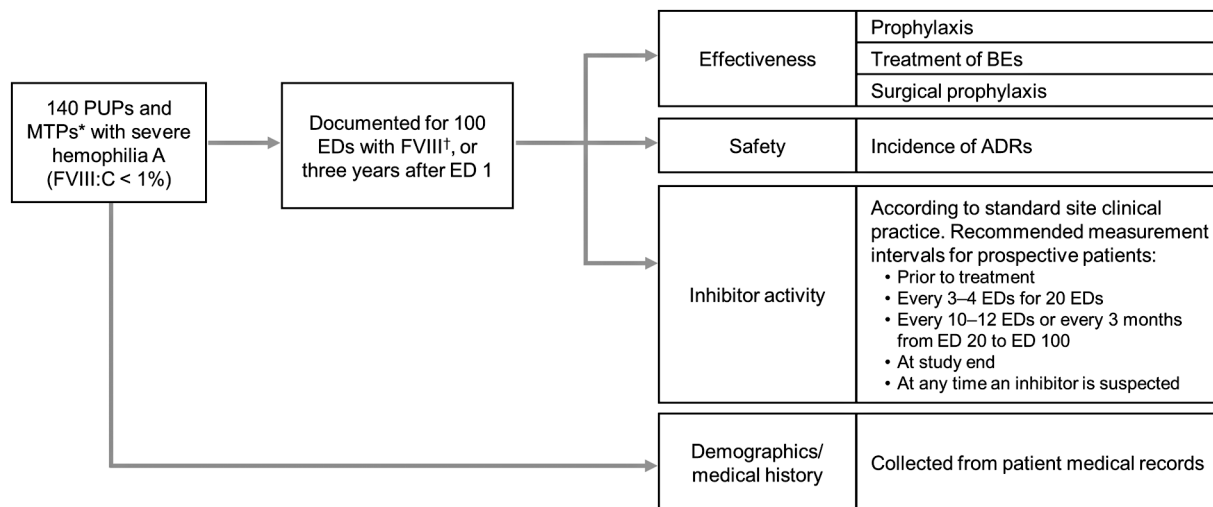 140 PUPs and
MTPs* with severe
hemophilia A
(FVIII:C < 1%)
Documented for 100
EDs with FVIII†, or
three years after ED 1
Effectiveness
Prophylaxis
Treatment of BEs
Surgical prophylaxis
Safety
Incidence of ADRs
Inhibitor activity
According to standard site clinical
practice. Recommended measurement
intervals for prospective patients:
• Prior to treatment
• Every 3–4 EDs for 20 EDs
• Every 10–12 EDs or every 3 months
from ED 20 to ED 100
• At study end
• At any time an inhibitor is suspected
Demographics/
medical history
Collected from patient medical records